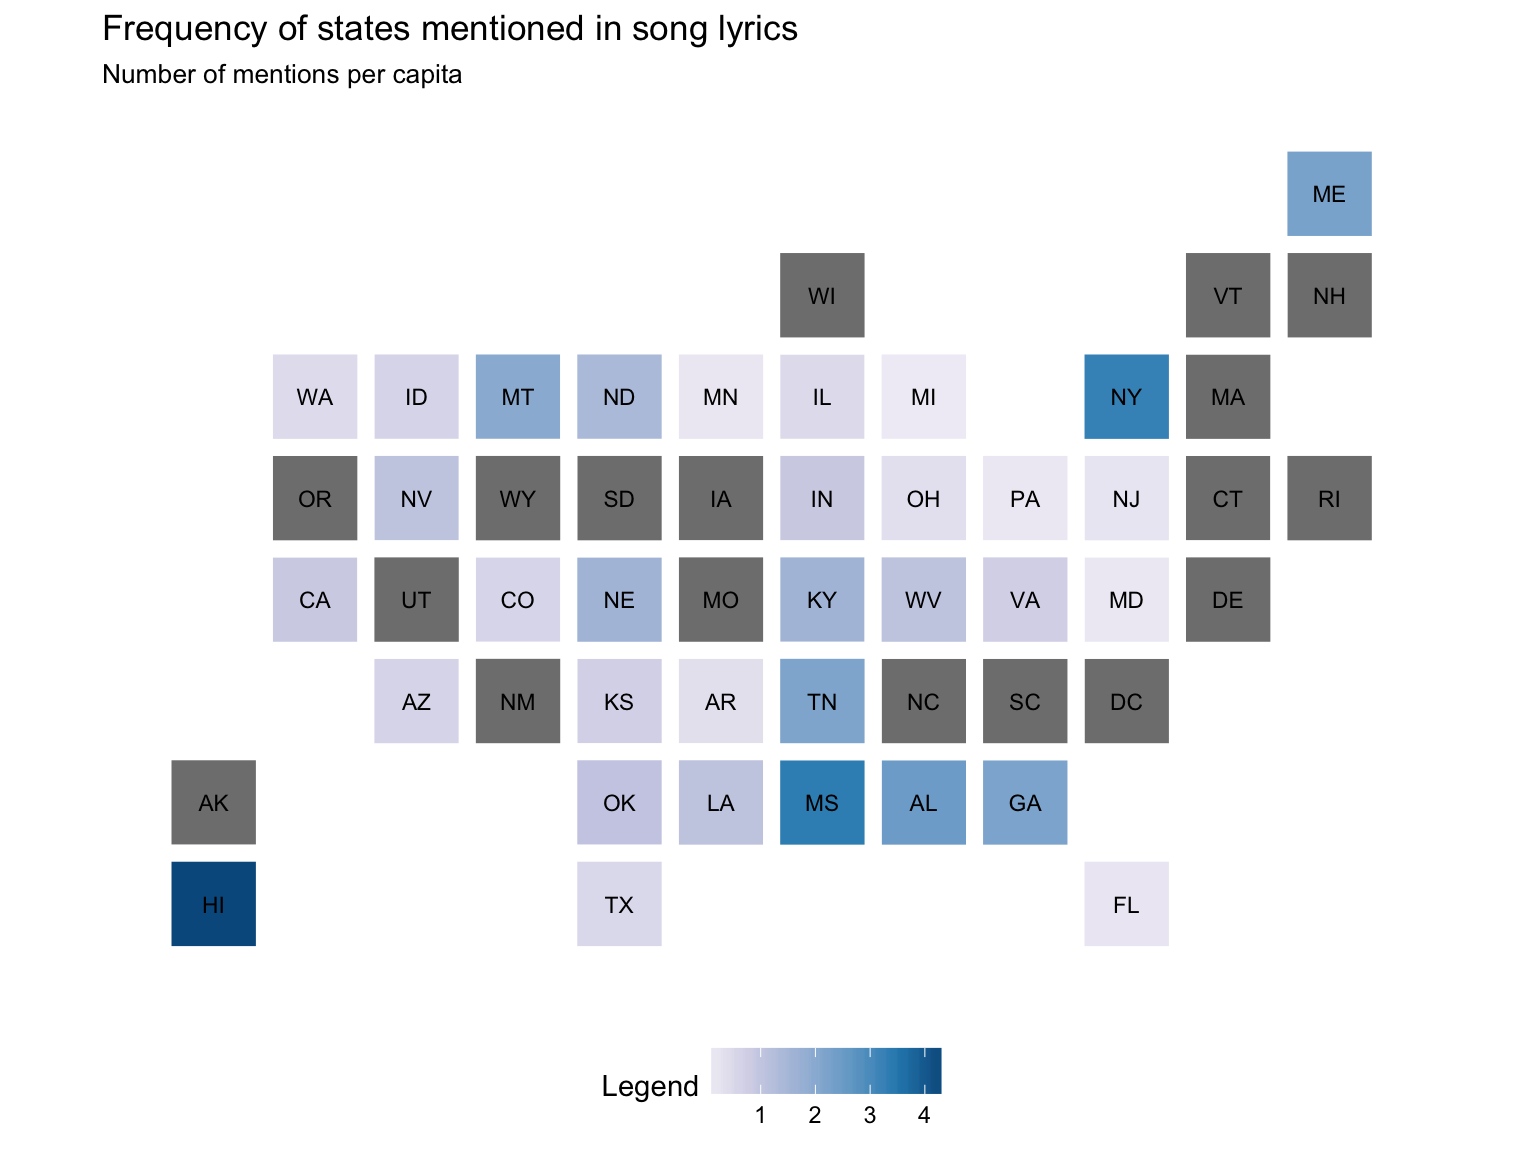 Frequency of states mentioned in song lyrics
Number of mentions per capita
ME
WI VT NH
WA ID MT ND MN IL MI NY MA
OR NV WY SD IA IN OH PA NJ CT RI
CA UT CO NE MO KY WV VA MD DE
AZ NM KS AR TN NC SC DC
AK OK LA MS AL GA
HI TX FL
Legend
1 2 3 4